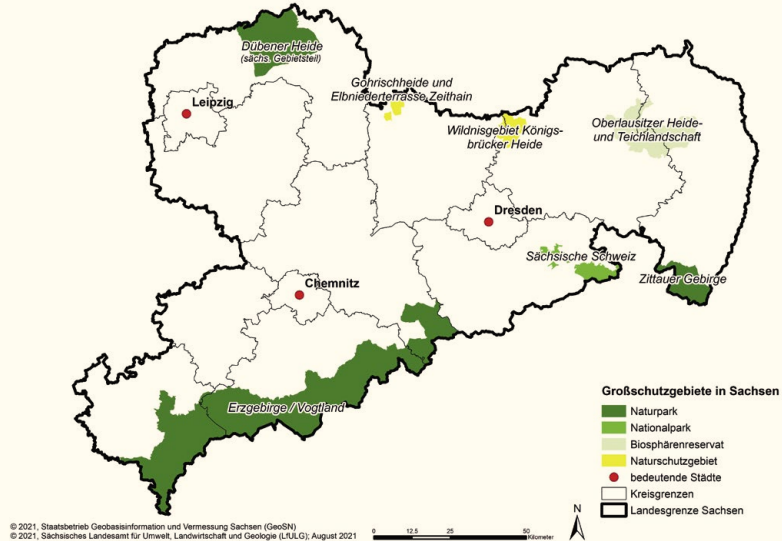 Dübener Heide
(sächs. Gebietsteil)
Leipzig
Gohrischheide und
Elbniederterrasse Zeithain
Wildnisgebiet Königs-
brücker Heide
Oberlausitzer Heide-
und Teichlandschaft
Dresden
Sächsische Schweiz
Zittauer Gebirge
Chemnitz
Erzgebirge / Vogtland
Großschutzgebiete in Sachsen
Naturpark
Nationalpark
Biosphärenreservat
Naturschutzgebiet
bedeutende Städte
Kreisgrenzen
Landesgrenze Sachsen
© 2021, Staatsbetrieb Geobasisinformation und Vermessung Sachsen (GeoSN)
© 2021, Sächsisches Landesamt für Umwelt, Landwirtschaft und Geologie (LfULG); August 2021
0 12,5 25 50
Kilometer
N